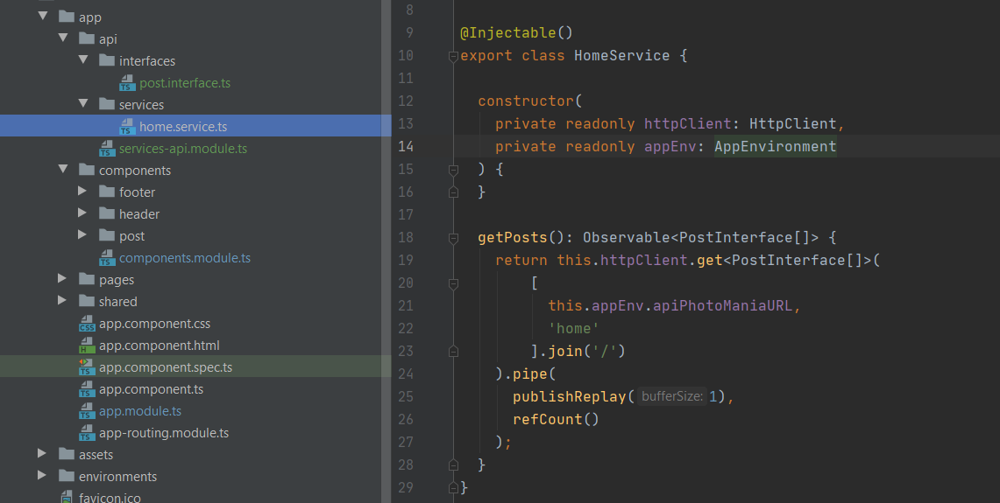 app
api
interfaces
post.interface.ts
services
home.service.ts
services-api.module.ts
components
footer
header
post
components.module.ts
pages
shared
app.component.css
app.component.html
app.component.spec.ts
app.component.ts
app.module.ts
app-routing.module.ts
assets
environments
favicon.ico
8
9 @Injectable()
10 export class HomeService {
11
12 constructor(
13 private readonly httpClient: HttpClient,
14 private readonly appEnv: AppEnvironment
15 ) {
16 }
17
18 getPosts(): Observable<PostInterface[]> {
19 return this.httpClient.get<PostInterface[]>(
20 [
21 this.appEnv.apiPhotoManiaURL,
22 'home'
23 ].join('/')
24 ).pipe(
25 publishReplay( bufferSize: 1),
26 refCount()
27 );
28 }
29 }